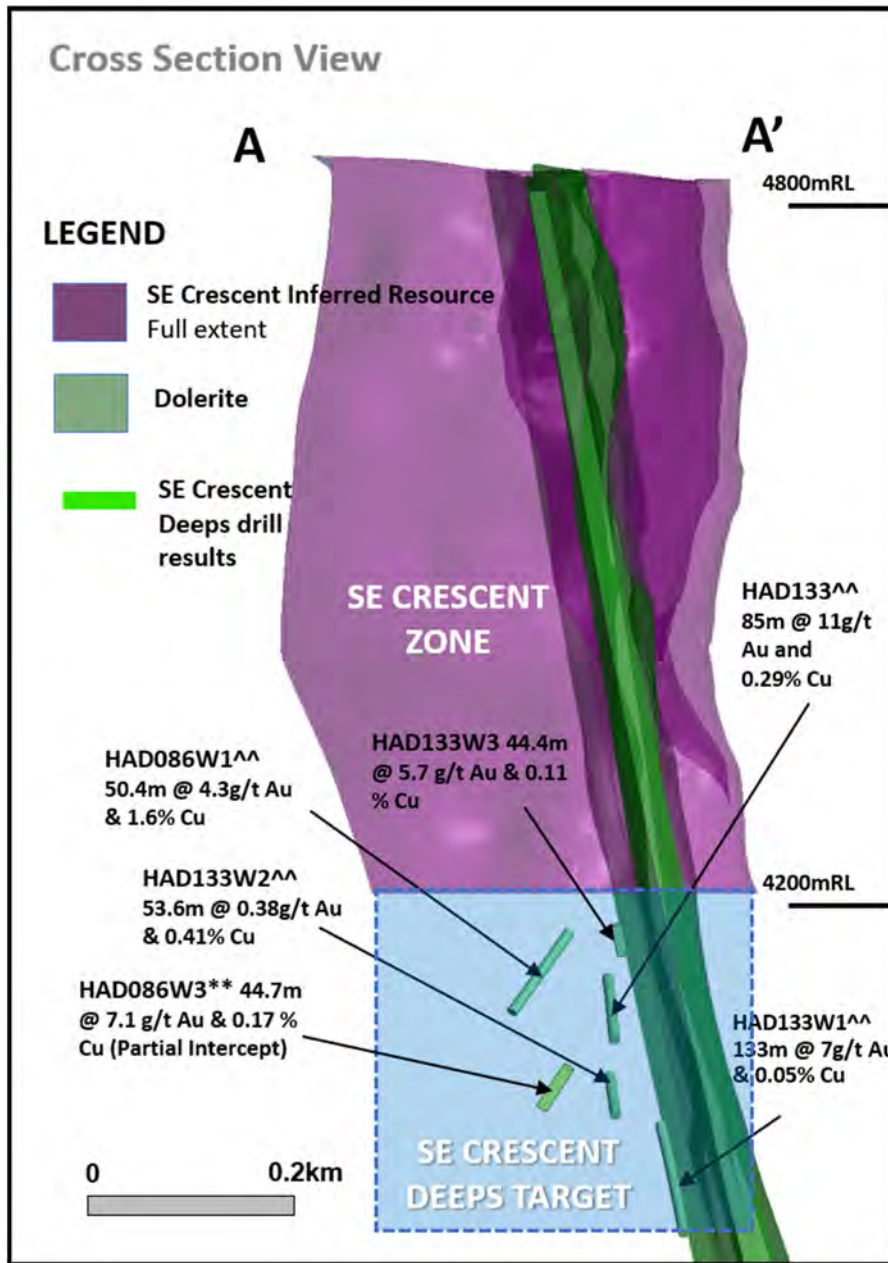 Cross Section View
A
A’
4800mRL
LEGEND
SE Crescent Inferred Resource
Full extent
Dolerite
SE Crescent
Deeps drill
results
SE CRESCENT
ZONE
HAD133^^
85m @ 11g/t
Au and
0.29% Cu
HAD133W3 44.4m
@ 5.7 g/t Au & 0.11
% Cu
HAD086W1^^
50.4m @ 4.3g/t Au
& 1.6% Cu
HAD133W2^^
53.6m @ 0.38g/t Au
& 0.41% Cu
4200mRL
HAD086W3** 44.7m
@ 7.1 g/t Au & 0.17 %
Cu (Partial Intercept)
HAD133W1^^
133m @ 7g/t Au
& 0.05% Cu
SE CRESCENT
DEEPS TARGET
0 0.2km